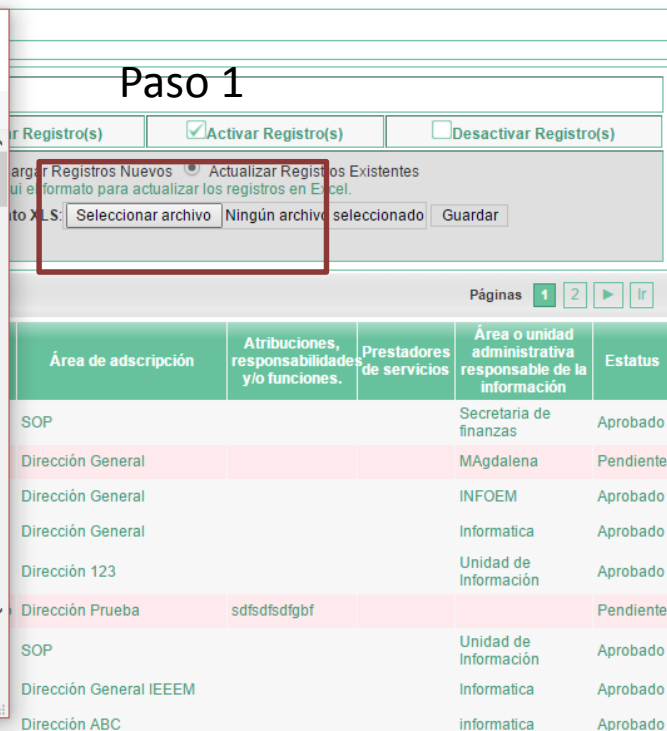 Paso 1
r Registro(s) Activar Registro(s) Desactivar Registro(s)
argar Registros Nuevos Actualizar Registros Existentes
uí el formato para actualizar los registros en Excel.
to XLS: Seleccionar archivo Ningún archivo seleccionado Guardar
Páginas 1 2 Ir
Área de adscripción
Atribuciones,
responsabilidades
y/o funciones.
Prestadores
de servicios
Área o unidad
administrativa
responsable de la
información
Estatus
SOP Secretaria de
finanzas Aprobado
Dirección General MAgdalena Pendiente
Dirección General INFOEM Aprobado
Dirección General Informatica Aprobado
Dirección 123 Unidad de
Información Aprobado
Dirección Prueba sdfsdfsdfgbf Pendiente
SOP Unidad de
Información Aprobado
Dirección General IEEEM Informatica Aprobado
Dirección ABC informatica Aprobado